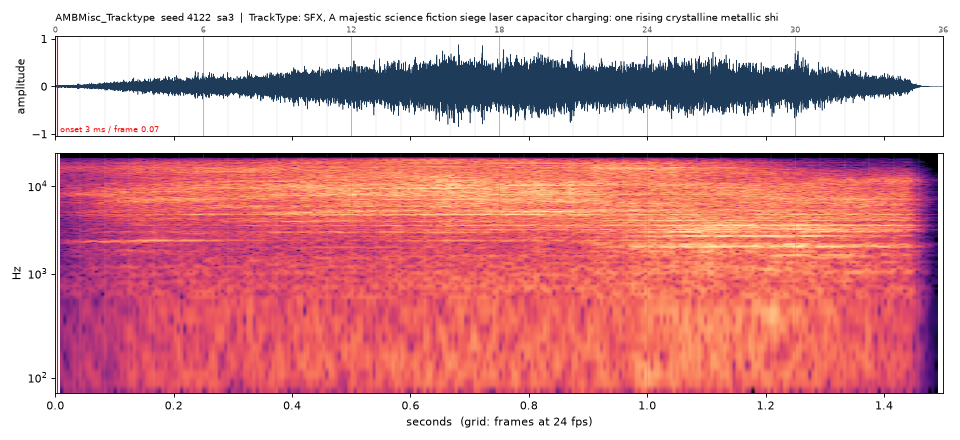 AMBMisc_Tracktype  seed 4122  sa3  |  TrackType: SFX, A majestic science fiction siege laser capacitor charging: one rising crystalline metallic shi
0 6 12 18 24 30 36
1
amplitude
0
onset 3 ms / frame 0.07
−1
10⁴
Hz
10³
10²
0.0 0.2 0.4 0.6 0.8 1.0 1.2 1.4
seconds  (grid: frames at 24 fps)